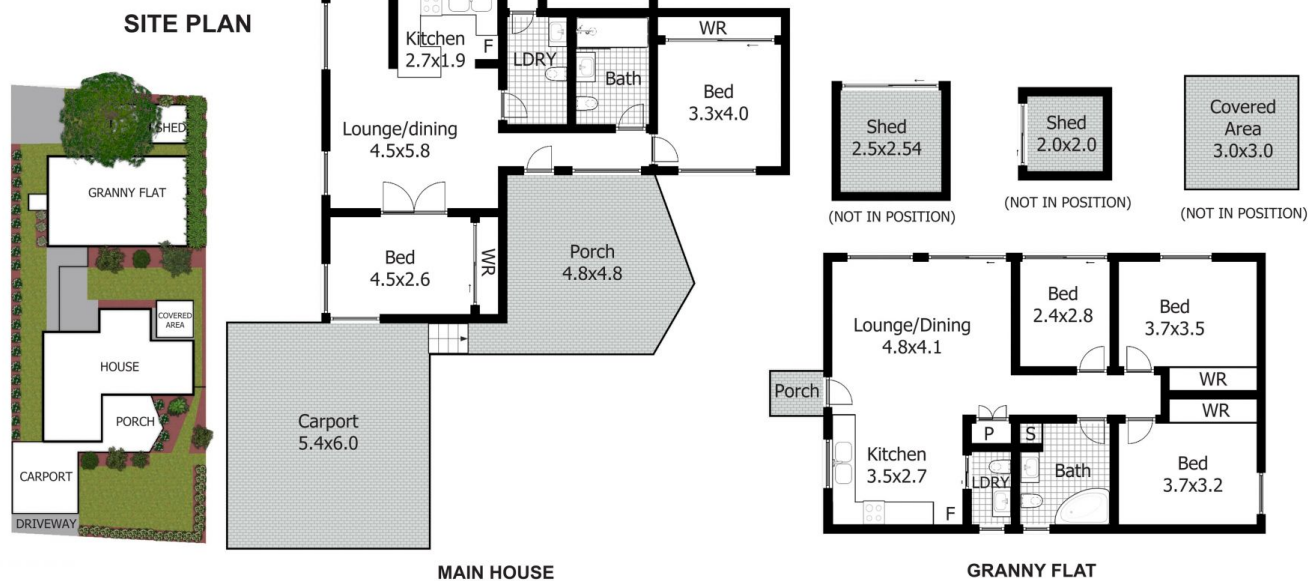 SITE PLAN
SHED
GRANNY FLAT
COVERED
AREA
HOUSE
PORCH
CARPORT
DRIVEWAY
Kitchen
2.7x1.9
F
LDRY
Bath
WR
Bed
3.3x4.0
Lounge/dining
4.5x5.8
Bed
4.5x2.6
WR
Porch
4.8x4.8
Carport
5.4x6.0
MAIN HOUSE
Shed
2.5x2.54
(NOT IN POSITION)
Shed
2.0x2.0
(NOT IN POSITION)
Covered
Area
3.0x3.0
(NOT IN POSITION)
Lounge/Dining
4.8x4.1
Bed
2.4x2.8
Bed
3.7x3.5
WR
WR
Porch
P
S
Kitchen
3.5x2.7
LDRY
Bath
Bed
3.7x3.2
F
GRANNY FLAT